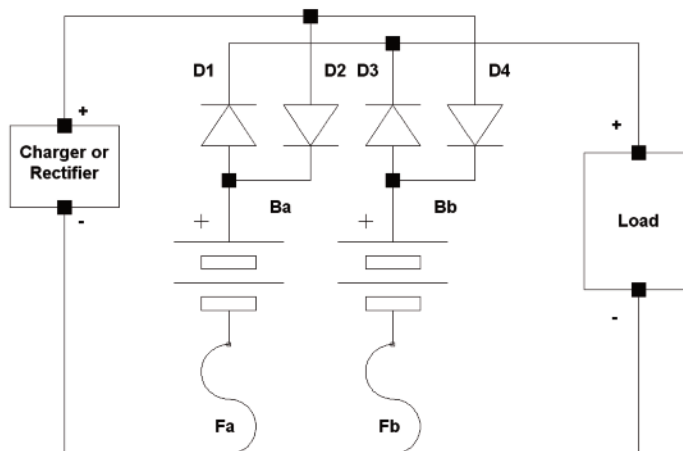 D1
D2
D3
D4
+
Charger or
Rectifier
-
+
Ba
+
Bb
+
Load
-
Fa
Fb